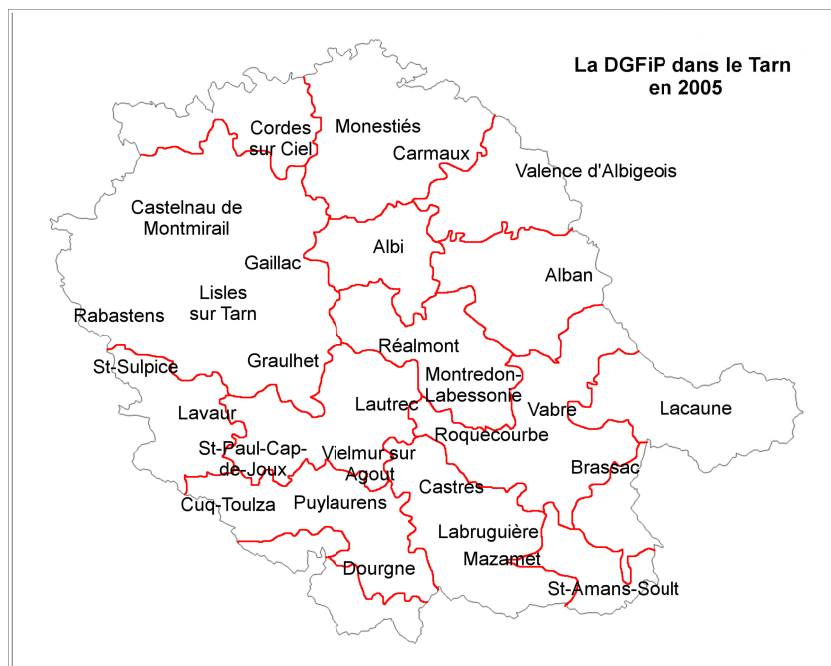 La DGFiP dans le Tarn
en 2005
Cordes
sur Ciel
Monestiés
Carmaux
Valence d'Albigeois
Castelnau de
Montmirail
Albi
Gaillac
Alban
Lisles
sur Tarn
Rabastens
Réalmont
St-Sulpice
Graulhet
Montredon-
Labessonie
Lavaur
Lautrec
Vabre
Lacaune
Roquecourbe
St-Paul-Cap-
de-Joux
Vielmur sur
Agout
Brassac
Castres
Cuq-Toulza
Puylaurens
Labruguière
Mazamet
Dourgne
St-Amans-Soult